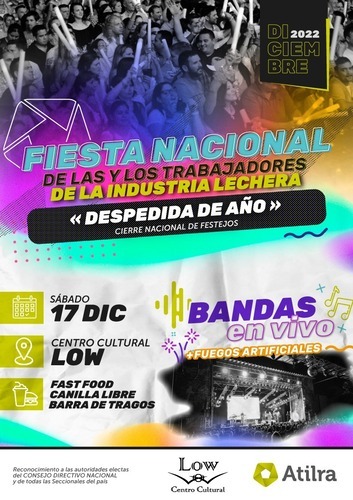 DI
CIEM
BRE
2022
FIESTA NACIONAL
DE LAS Y LOS TRABAJADORES
DE LA INDUSTRIA LECHERA
« DESPEDIDA DE AÑO »
CIERRE NACIONAL DE FESTEJOS
SÁBADO
17 DIC
CENTRO CULTURAL
LOW
FAST FOOD
CANILLA LIBRE
BARRA DE TRAGOS
BANDAS
en vivo
+FUEGOS ARTIFICIALES
Reconocimiento a las autoridades electas
del CONSEJO DIRECTIVO NACIONAL
y de todas las Seccionales del país
Low
Centro Cultural
Atilra